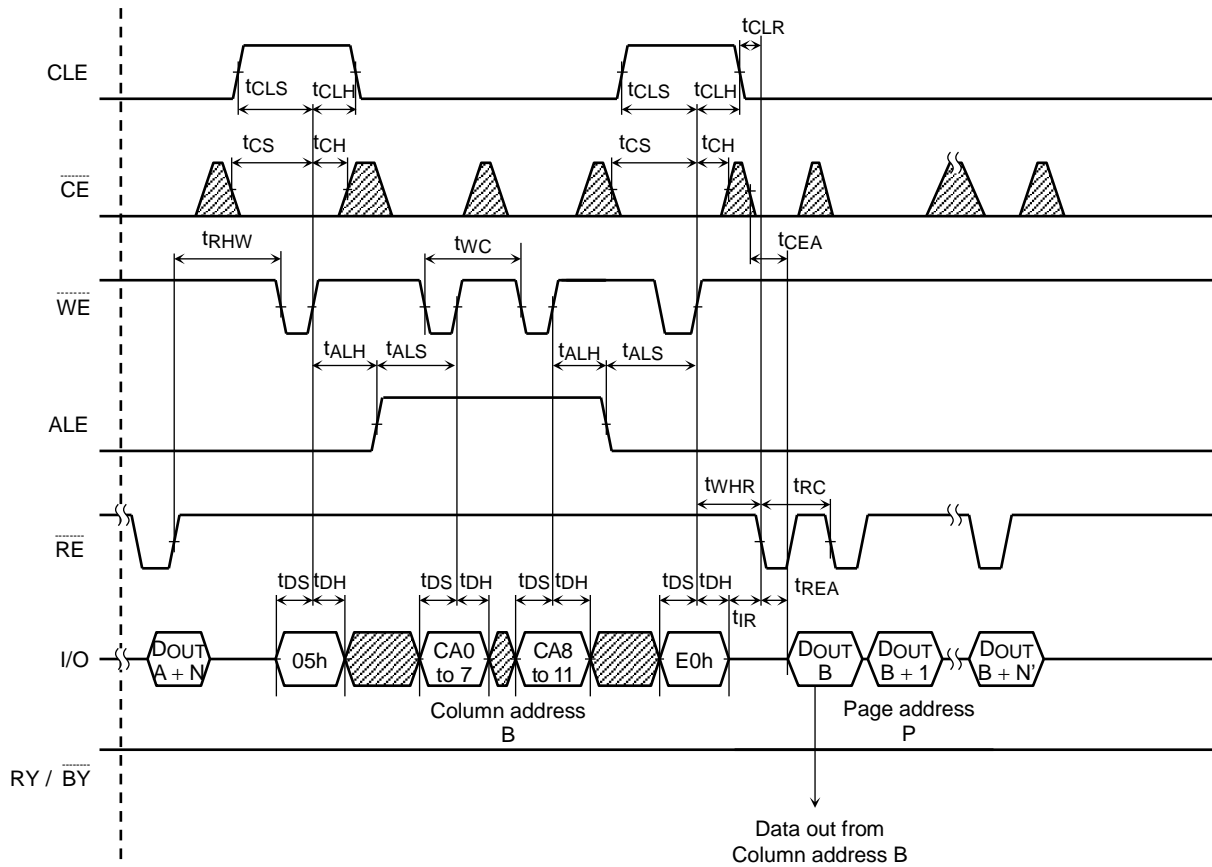 tCLR
CLE
tCLS tCLH tCLS tCLH
tCS tCH tCS tCH
CE
tRHW tWC tCEA
WE
tALH tALS tALH tALS
ALE
tWHR tRC
RE
tDS tDH tDS tDH tDS tDH tDS tDH tREA
tIR
I/O
DOUT
A + N
05h
CA0
to 7
CA8
to 11
E0h
DOUT
B
DOUT
B + 1
DOUT
B + N'
Column address
B
Page address
P
RY / BY
Data out from
Column address B